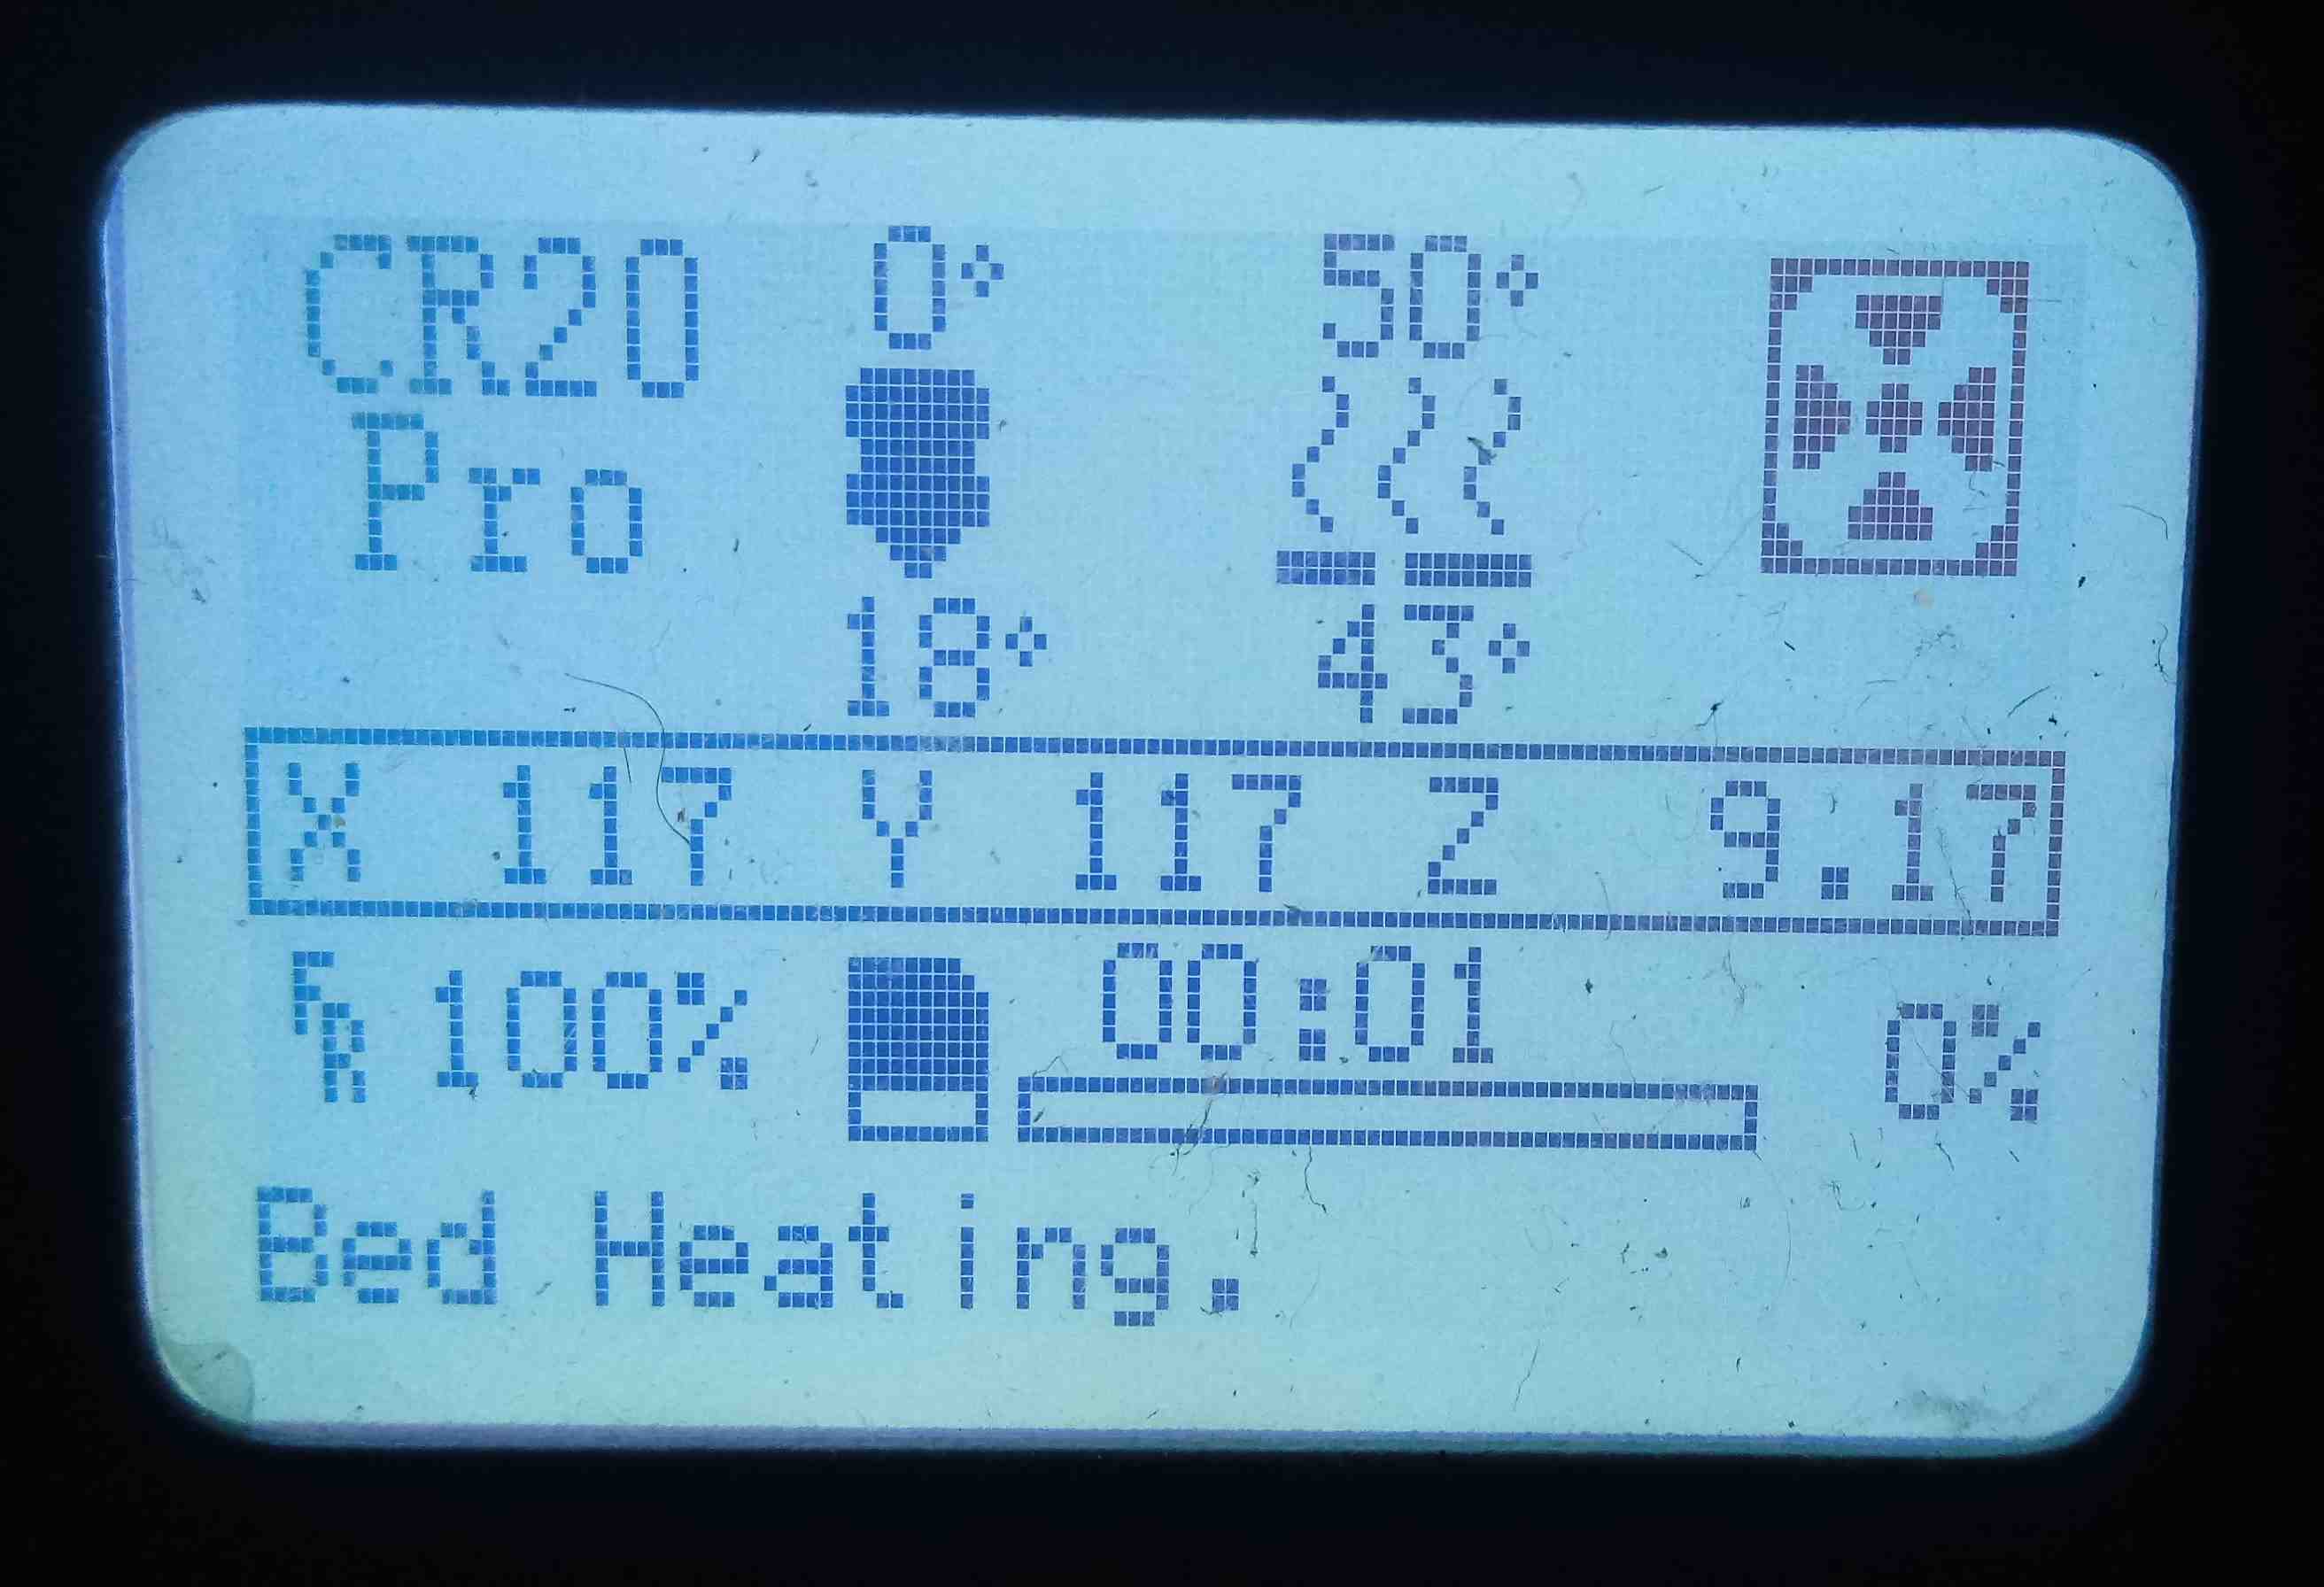 CR20 0° 50°
Pro
18° 43°
X 117 Y 117 Z 9.17
FR 100% 00:01 0%
Bed Heating.